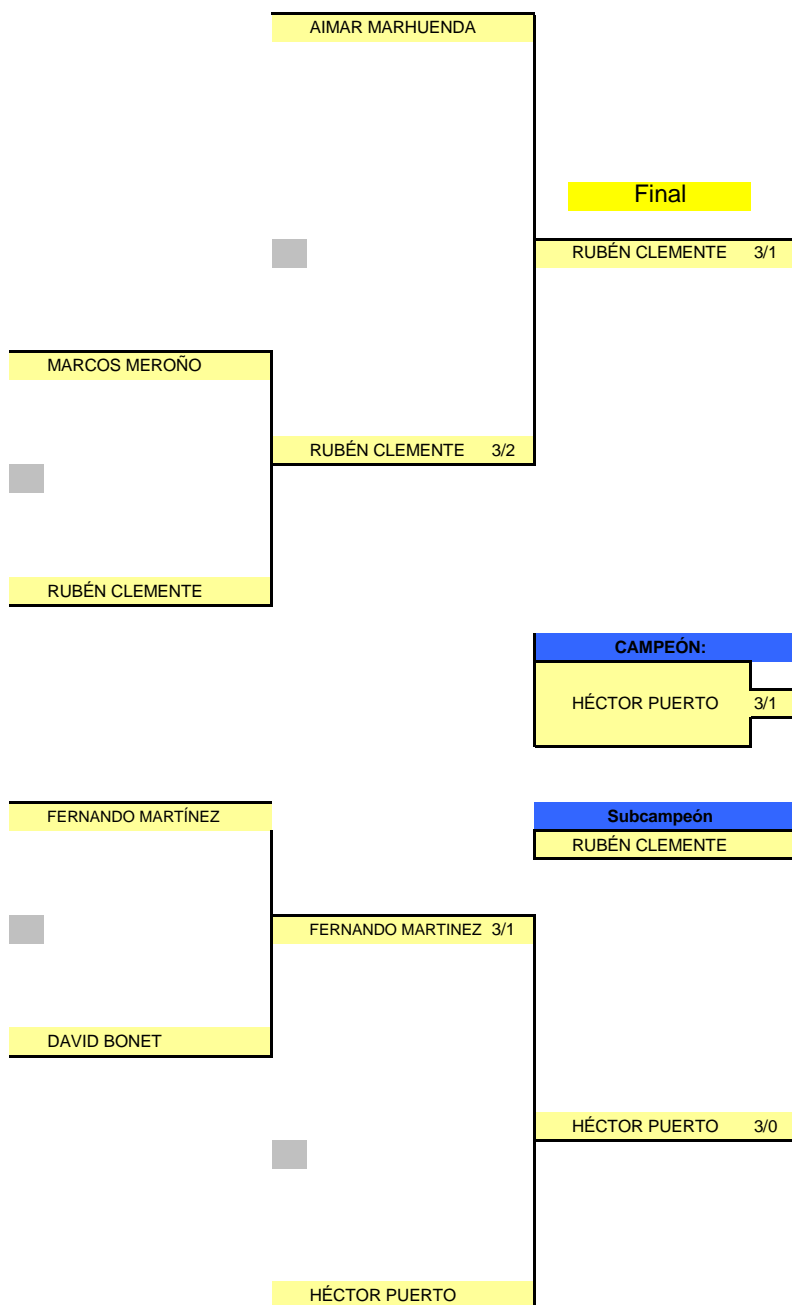 AIMAR MARHUENDA
Final
RUBÉN CLEMENTE 3/1
MARCOS MEROÑO
RUBÉN CLEMENTE 3/2
RUBÉN CLEMENTE
CAMPEÓN:
HÉCTOR PUERTO 3/1
FERNANDO MARTÍNEZ
Subcampeón
RUBÉN CLEMENTE
FERNANDO MARTINEZ 3/1
DAVID BONET
HÉCTOR PUERTO 3/0
HÉCTOR PUERTO